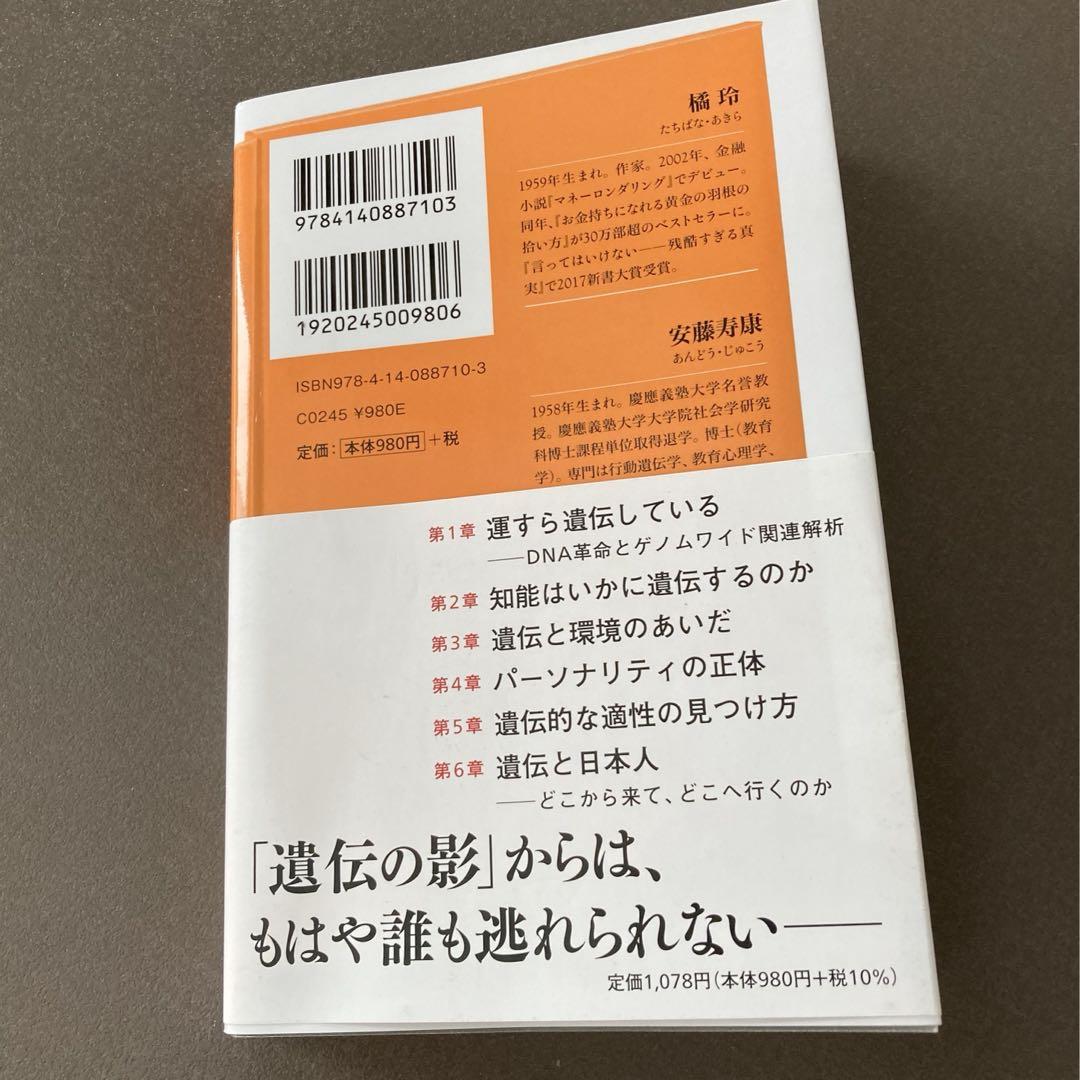 9784140887103
1920245009806
ISBN978-4-14-088710-3
C0245 ¥980E
定価：本体980円＋税
橘 玲
たちばな・あきら
1959年生まれ。作家。2002年、金融
小説『マネーロンダリング』でデビュー。
同年、『お金持ちになれる黄金の羽根の
拾い方』が30万部超のベストセラーに。
『言ってはいけない――残酷すぎる真
実』で2017新書大賞受賞。
安藤寿康
あんどう・じゅこう
1958年生まれ。慶應義塾大学名誉教
授。慶應義塾大学大学院社会学研究
科博士課程単位取得退学。博士（教育
学）。専門は行動遺伝学、教育心理学、
第1章 運すら遺伝している
――DNA革命とゲノムワイド関連解析
第2章 知能はいかに遺伝するのか
第3章 遺伝と環境のあいだ
第4章 パーソナリティの正体
第5章 遺伝的な適性の見つけ方
第6章 遺伝と日本人
――どこから来て、どこへ行くのか
「遺伝の影」からは、
もはや誰も逃れられない――
定価1,078円（本体980円＋税10%）